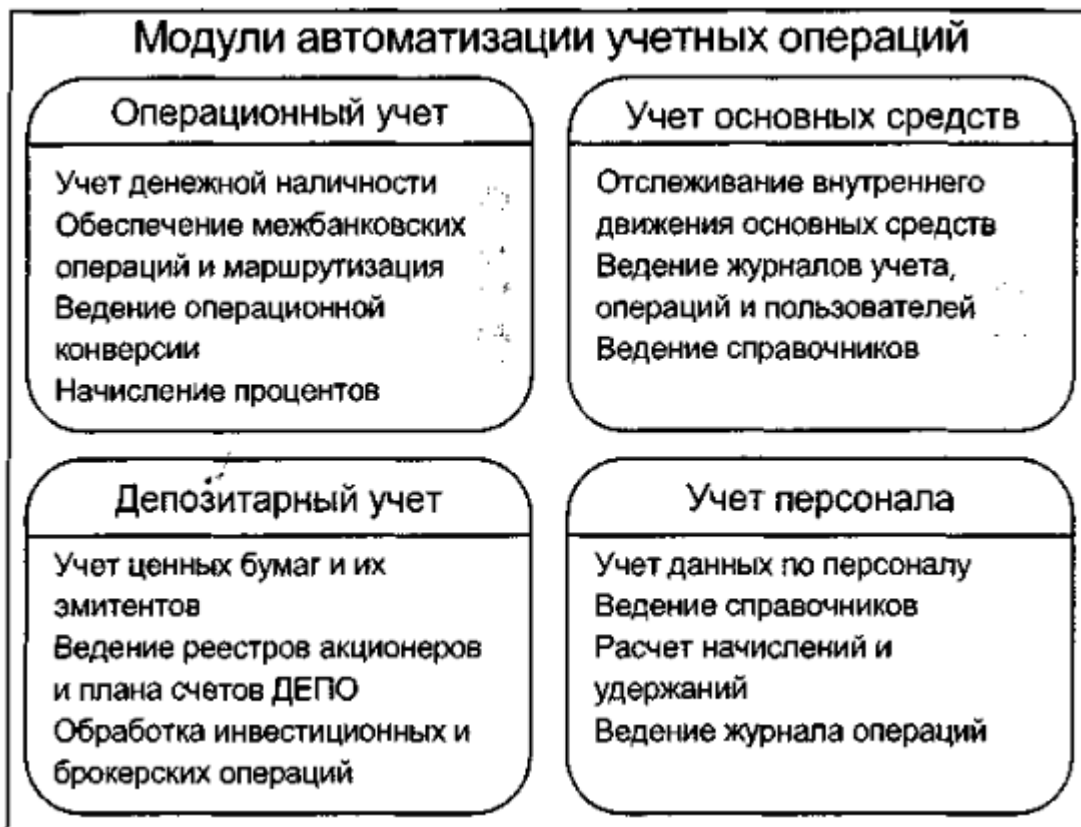 Модули автоматизации учетных операций
Операционный учет
Учет денежной наличности
Обеспечение межбанковских
операций и маршрутизация
Ведение операционной
конверсии
Начисление процентов
Учет основных средств
Отслеживание внутреннего
движения основных средств
Ведение журналов учета,
операций и пользователей
Ведение справочников
Депозитарный учет
Учет ценных бумаг и их
эмитентов
Ведение реестров акционеров
и плана счетов ДЕПО
Обработка инвестиционных и
брокерских операций
Учет персонала
Учет данных по персоналу
Ведение справочников
Расчет начислений и
удержаний
Ведение журнала операций